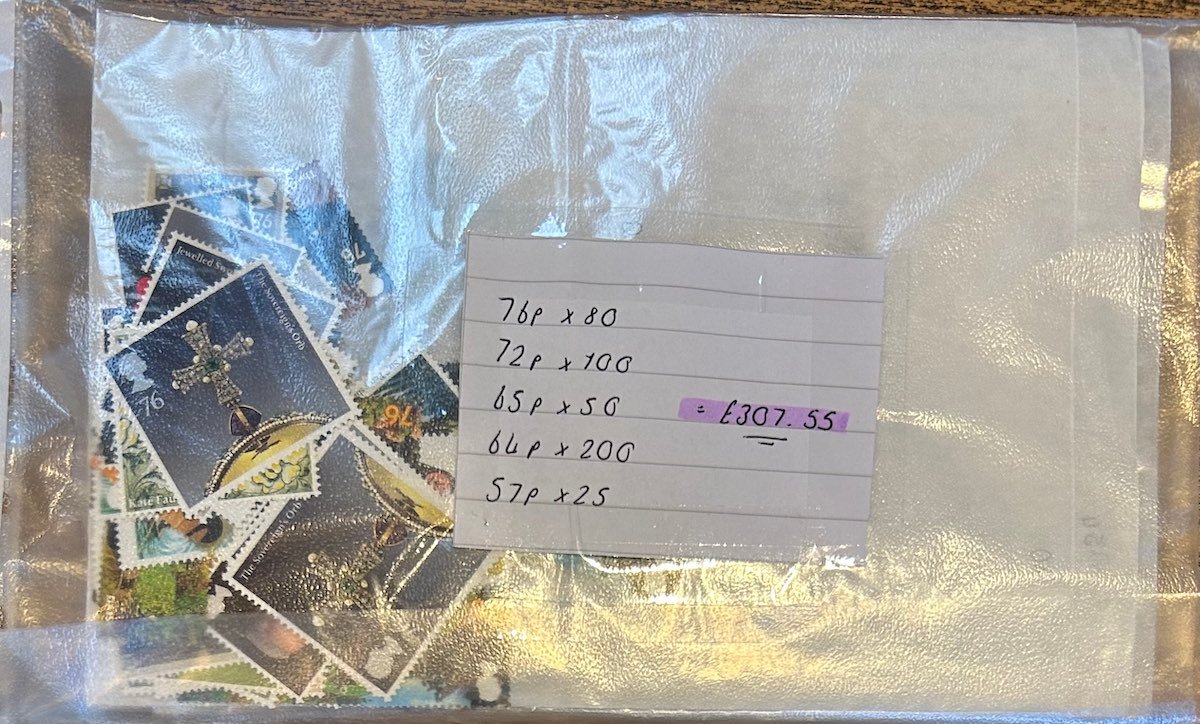 Jewelled
The Sovereign's Orb
76
76
76
76p x 80
72p x 100
65p x 50
= £307.55
64p x 200
57p x 25
The Sovereign's Orb